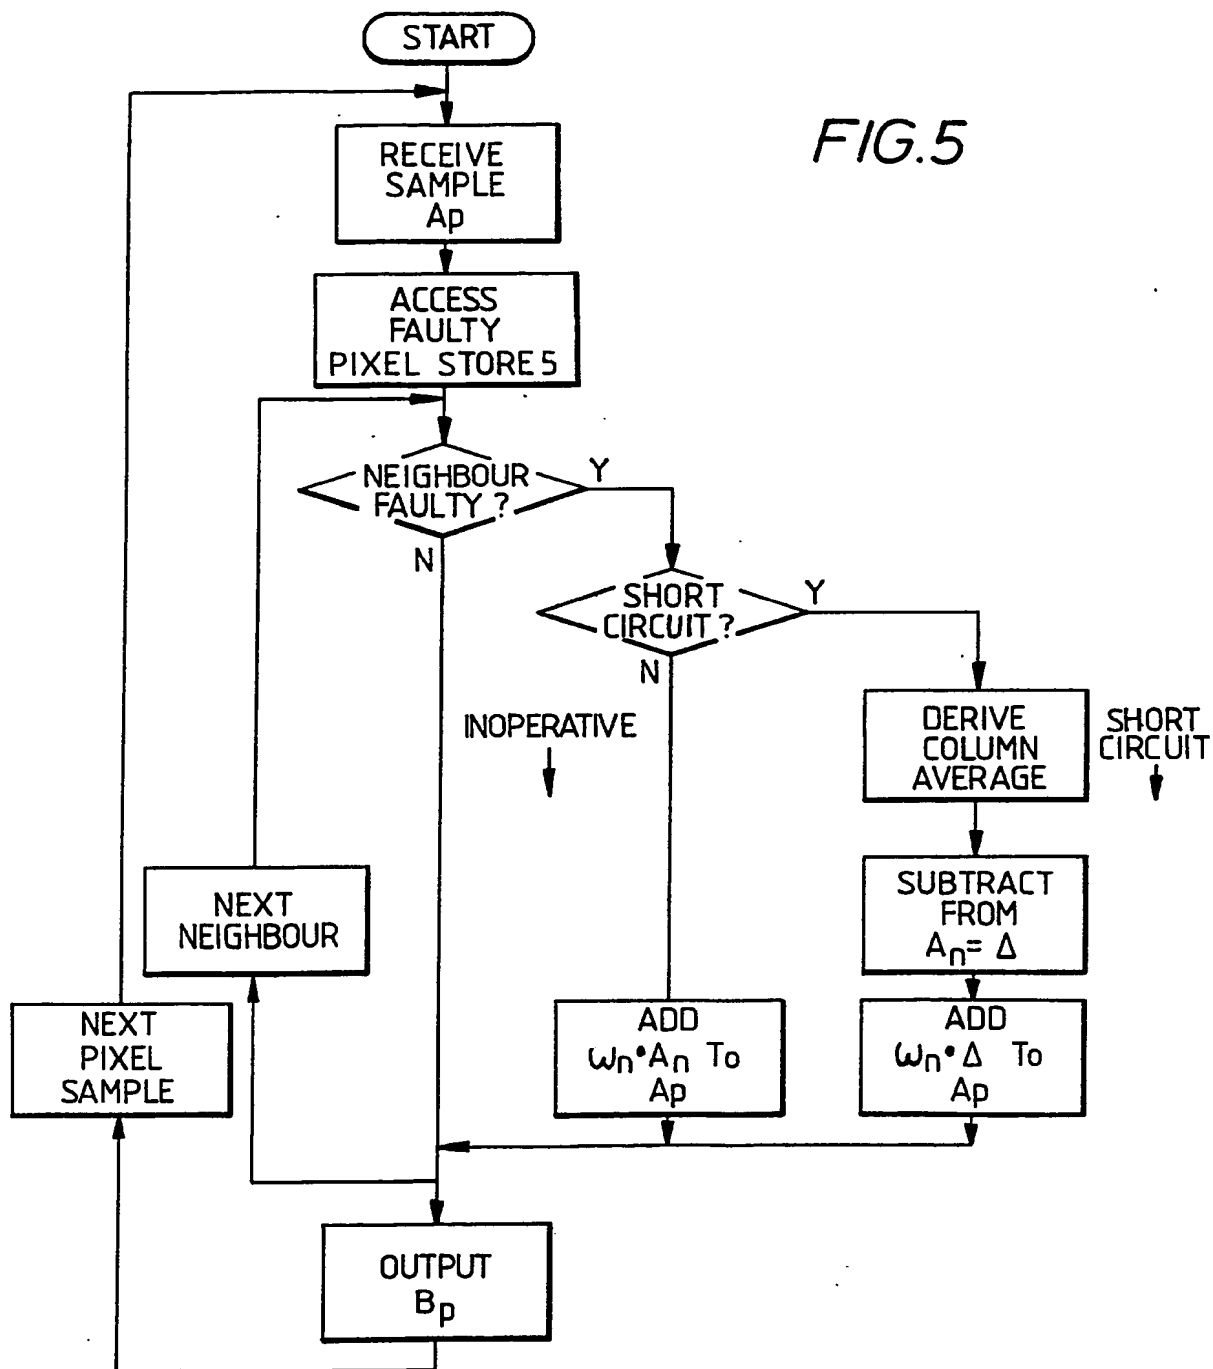 START
FIG.5
RECEIVE
SAMPLE
Ap
ACCESS
FAULTY
PIXEL STORE 5
NEIGHBOUR
FAULTY ?
Y
N
SHORT
CIRCUIT ?
Y
N
INOPERATIVE
DERIVE
COLUMN
AVERAGE
SHORT
CIRCUIT
SUBTRACT
FROM
An = Δ
NEXT
NEIGHBOUR
NEXT
PIXEL
SAMPLE
ADD
ωn•An To
Ap
ADD
ωn•Δ To
Ap
OUTPUT
Bp